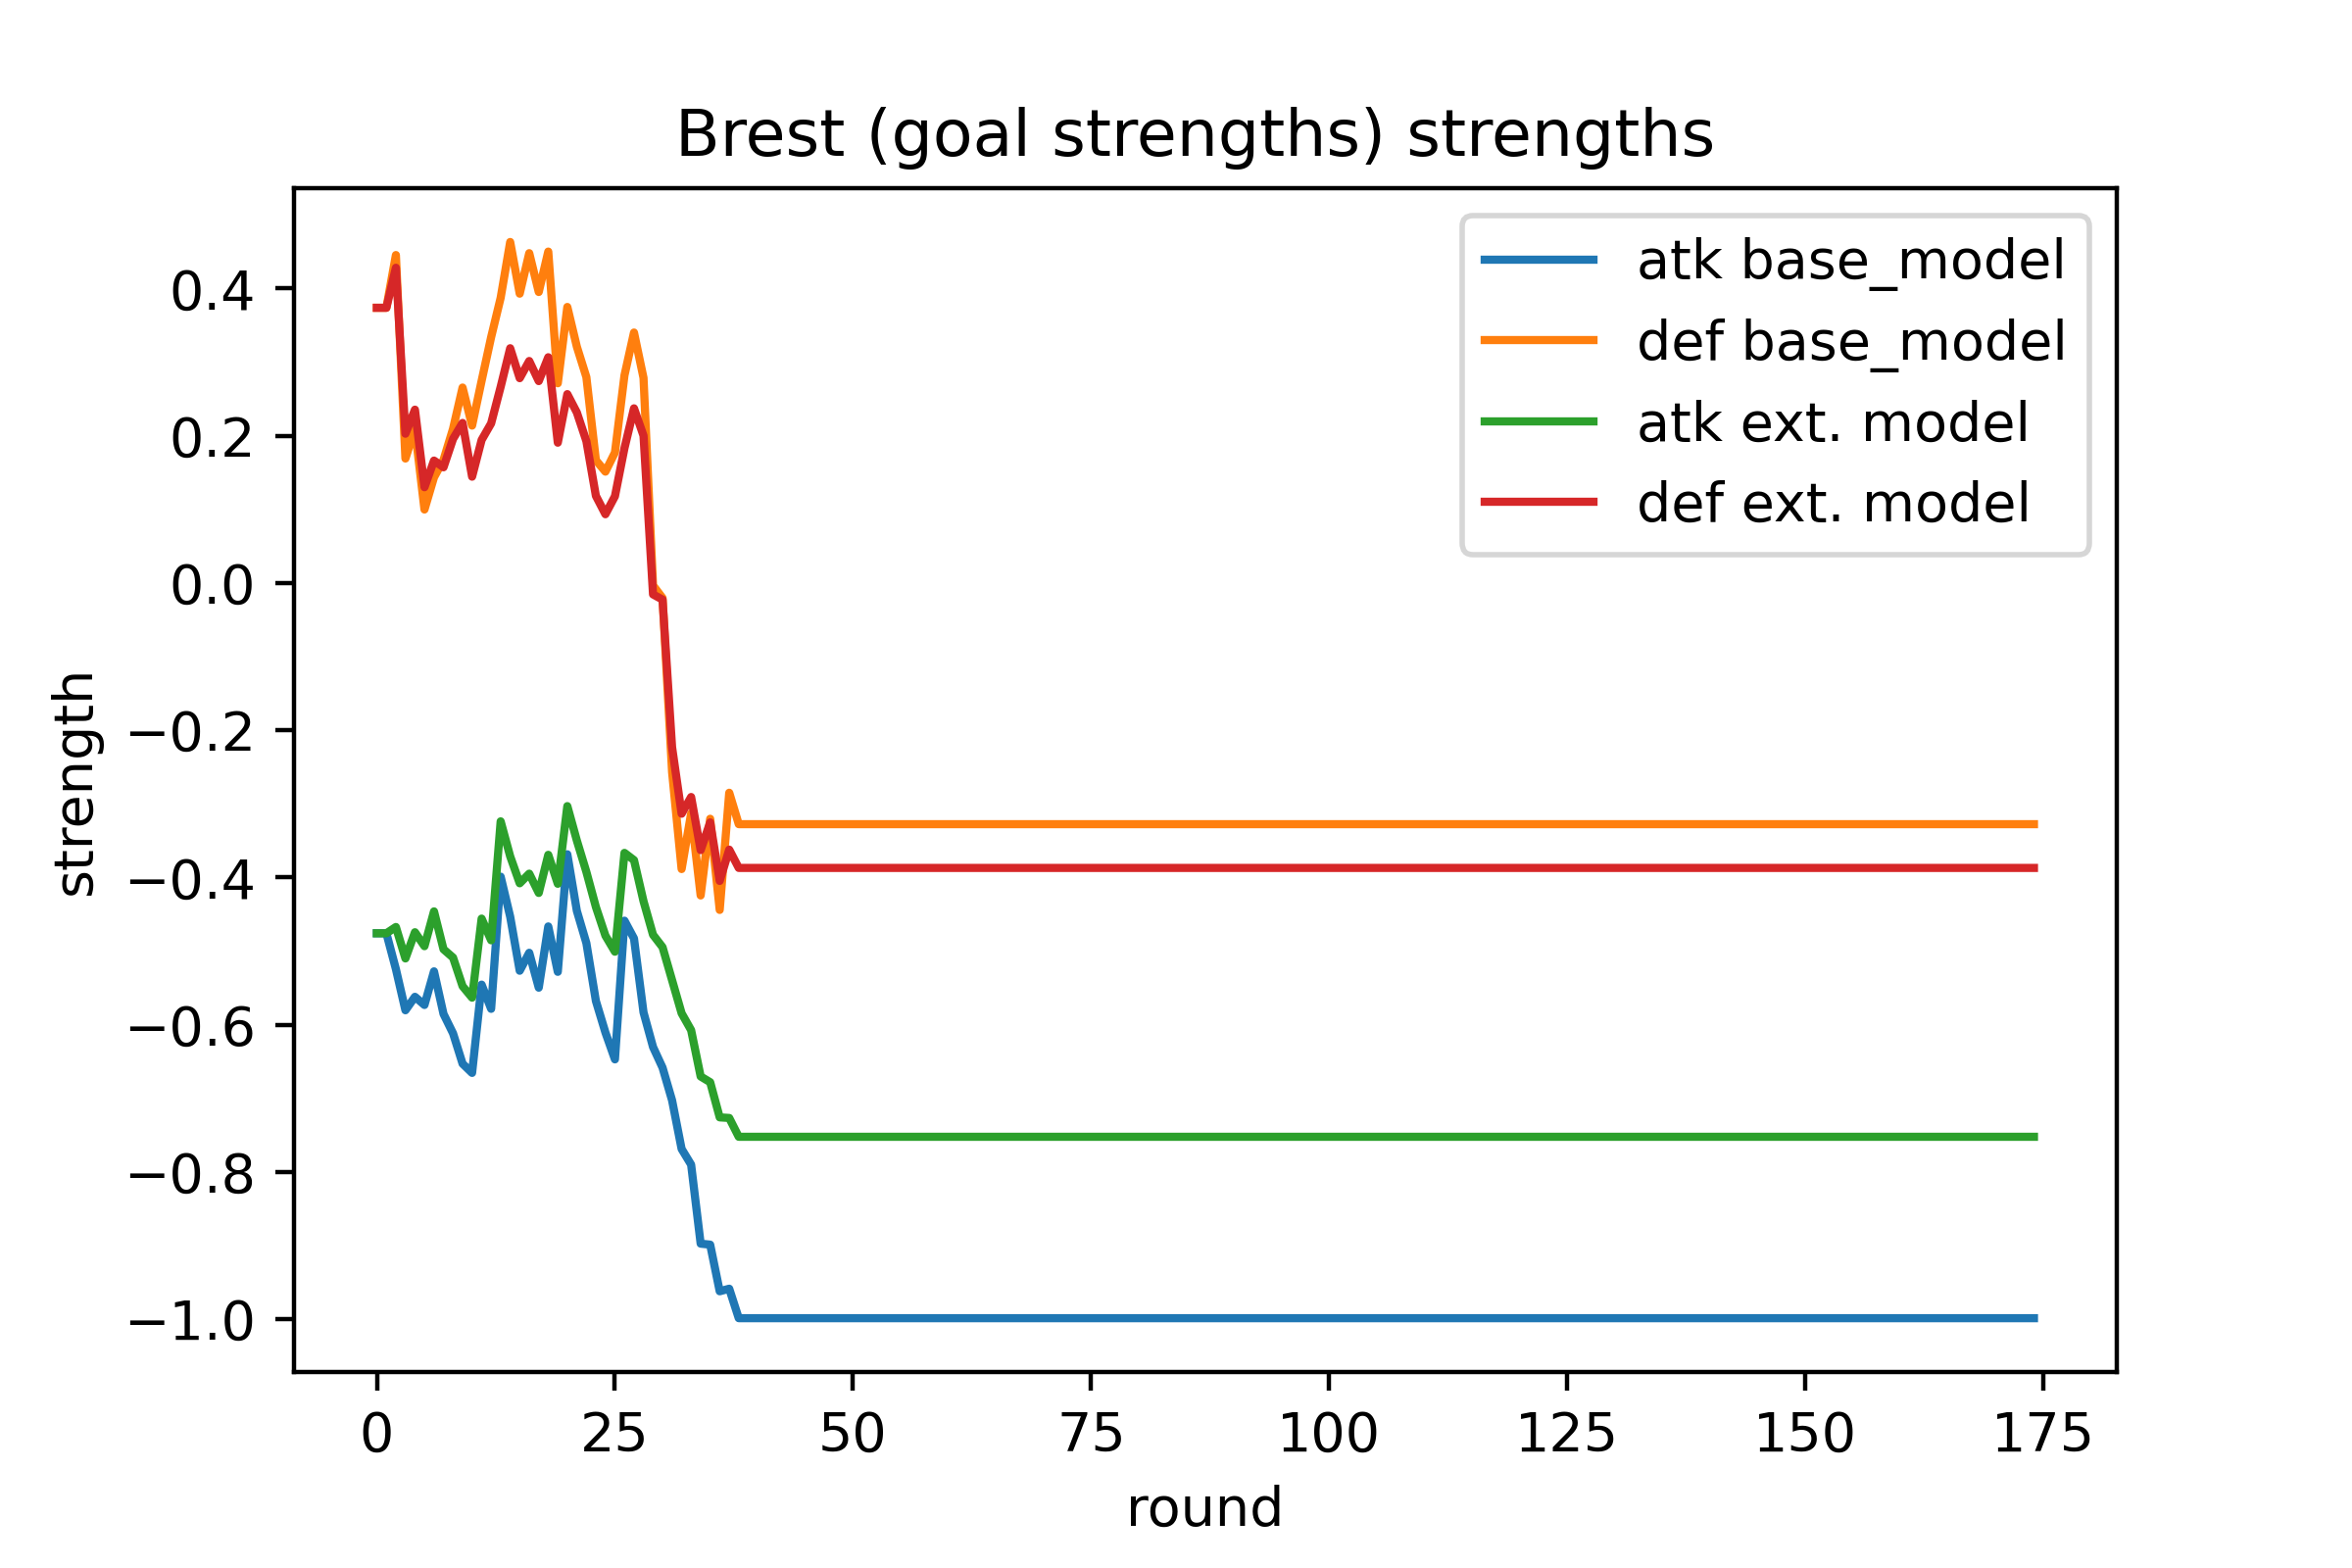 Brest (goal strengths) strengths
atk base_model
def base_model
atk ext. model
def ext. model
0.4
0.2
0.0
−0.2
−0.4
−0.6
−0.8
−1.0
strength
0 25 50 75 100 125 150 175
round